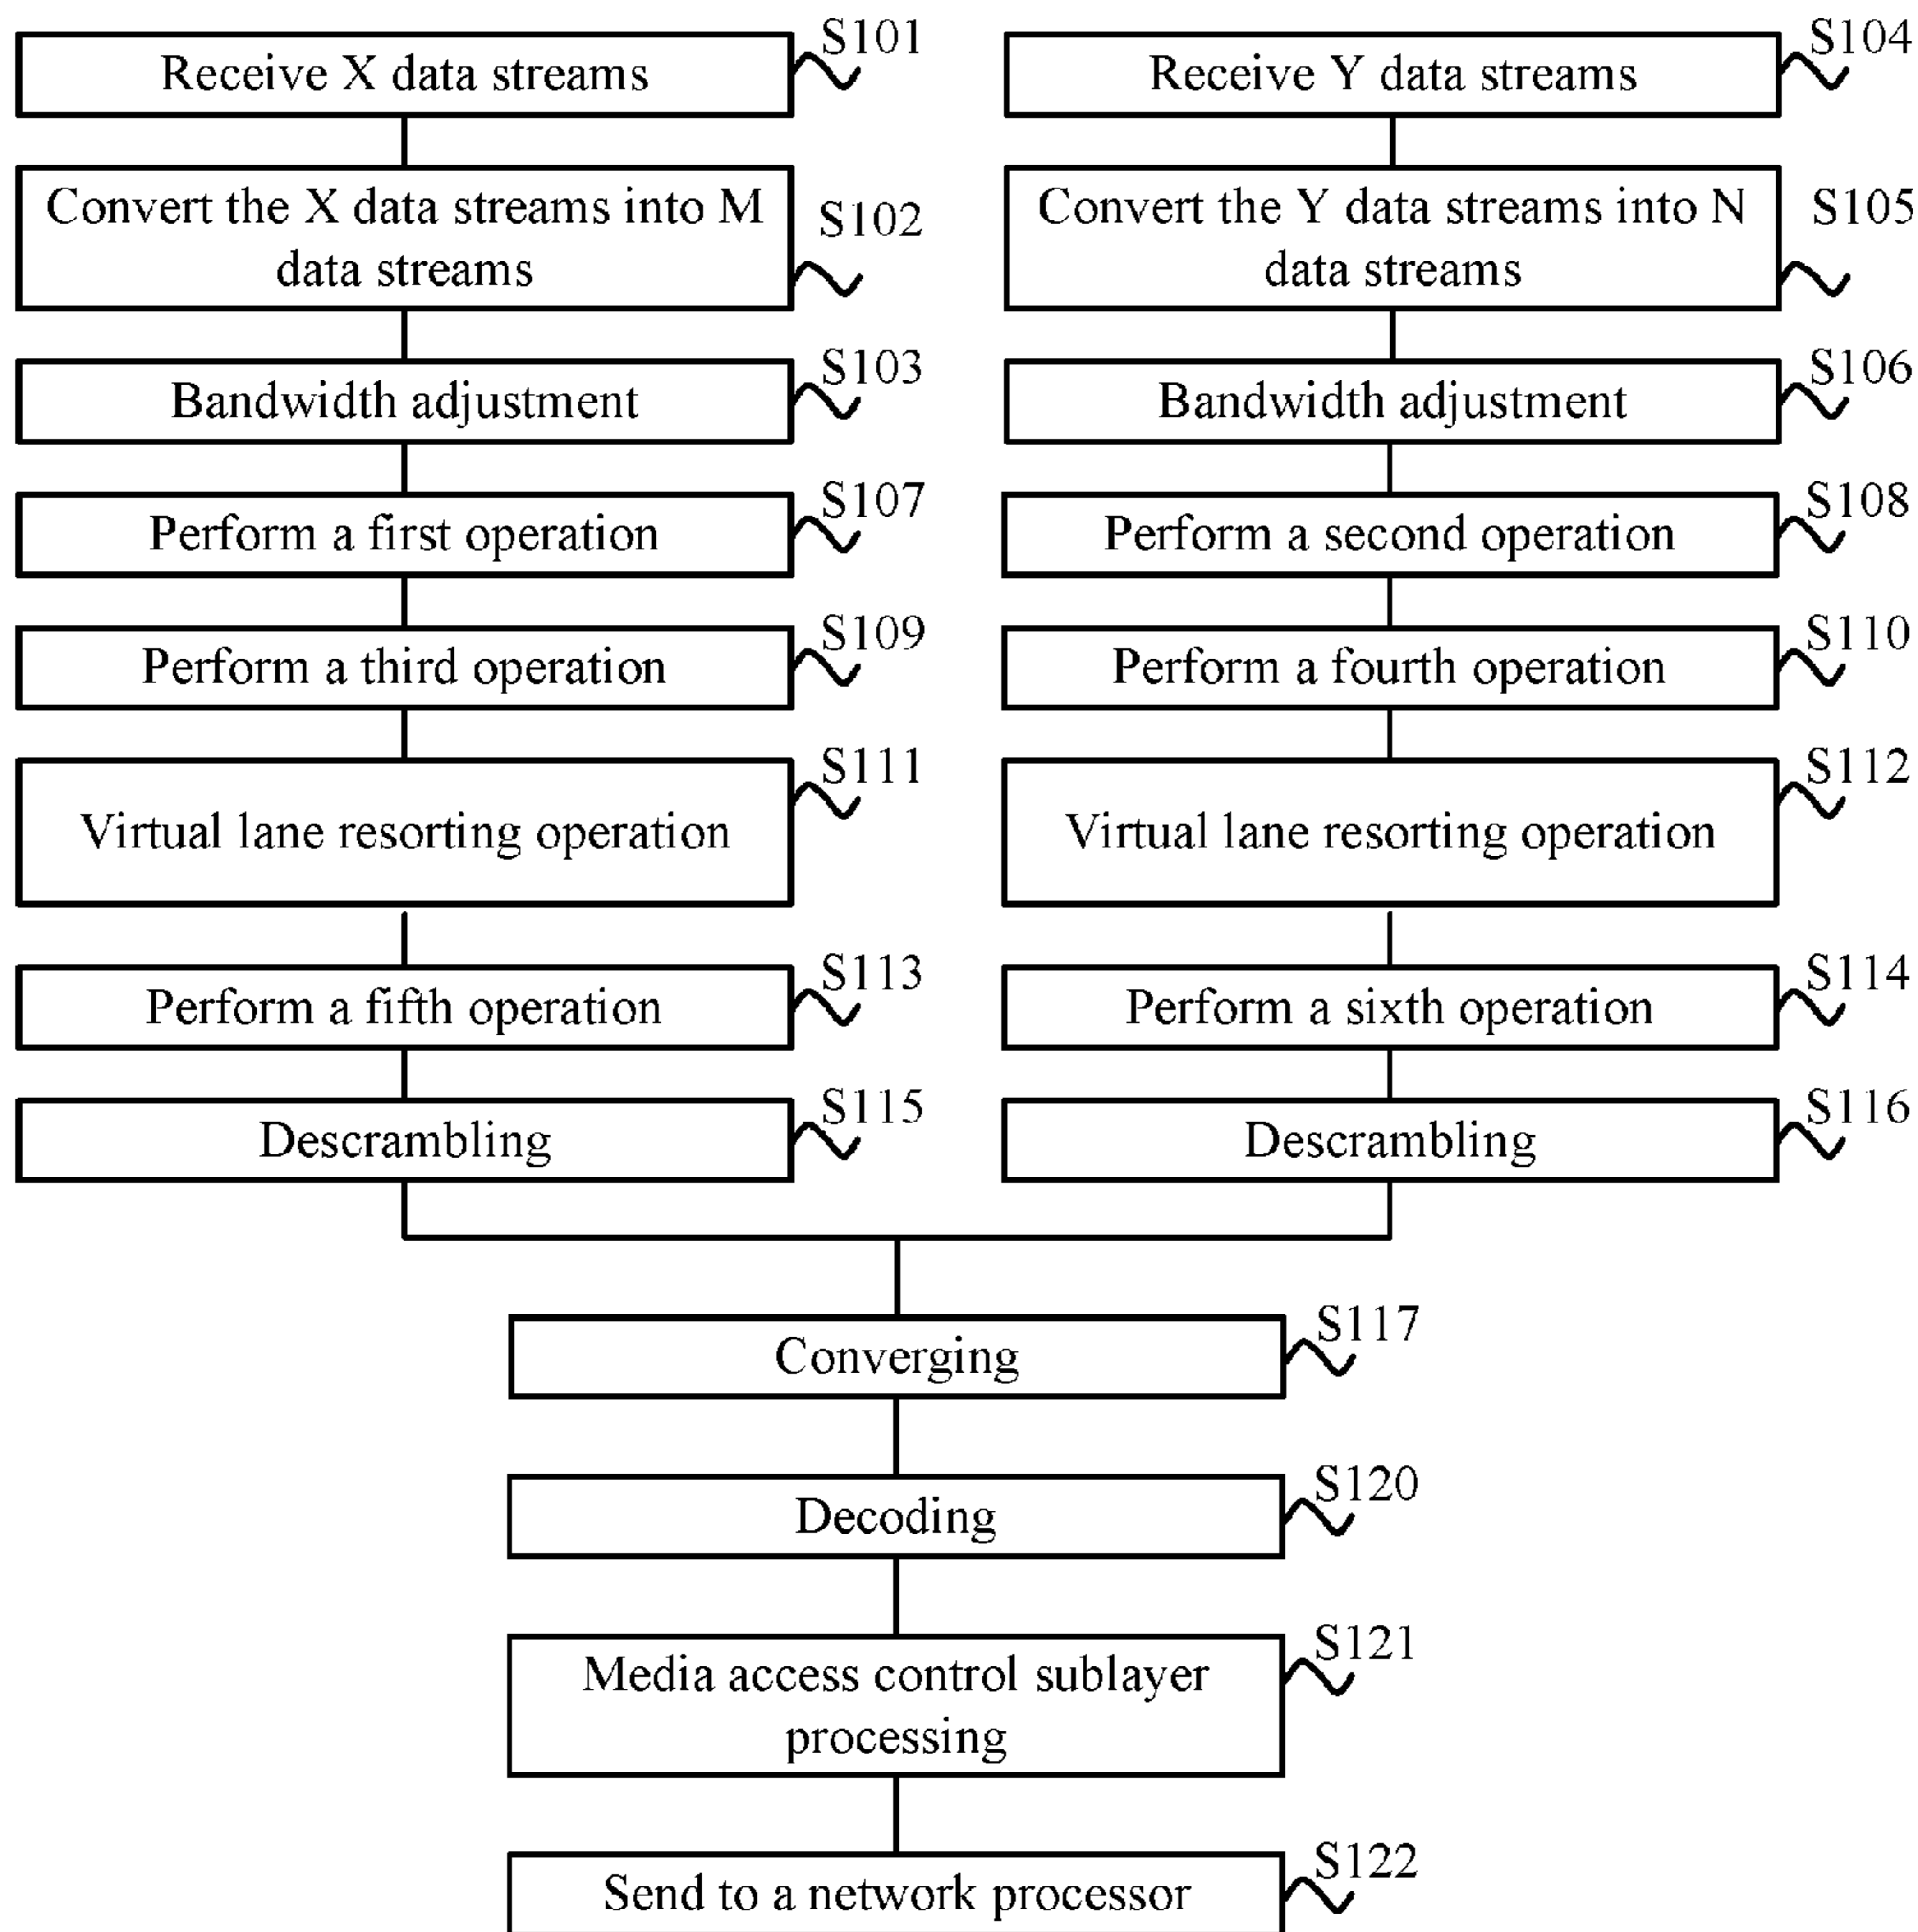 Receive X data streams
S101
Convert the X data streams into M
data streams
S102
Bandwidth adjustment
S103
Perform a first operation
S107
Perform a third operation
S109
Virtual lane resorting operation
S111
Perform a fifth operation
S113
Descrambling
S115
Receive Y data streams
S104
Convert the Y data streams into N
data streams
S105
Bandwidth adjustment
S106
Perform a second operation
S108
Perform a fourth operation
S110
Virtual lane resorting operation
S112
Perform a sixth operation
S114
Descrambling
S116
Converging
S117
Decoding
S120
Media access control sublayer
processing
S121
Send to a network processor
S122